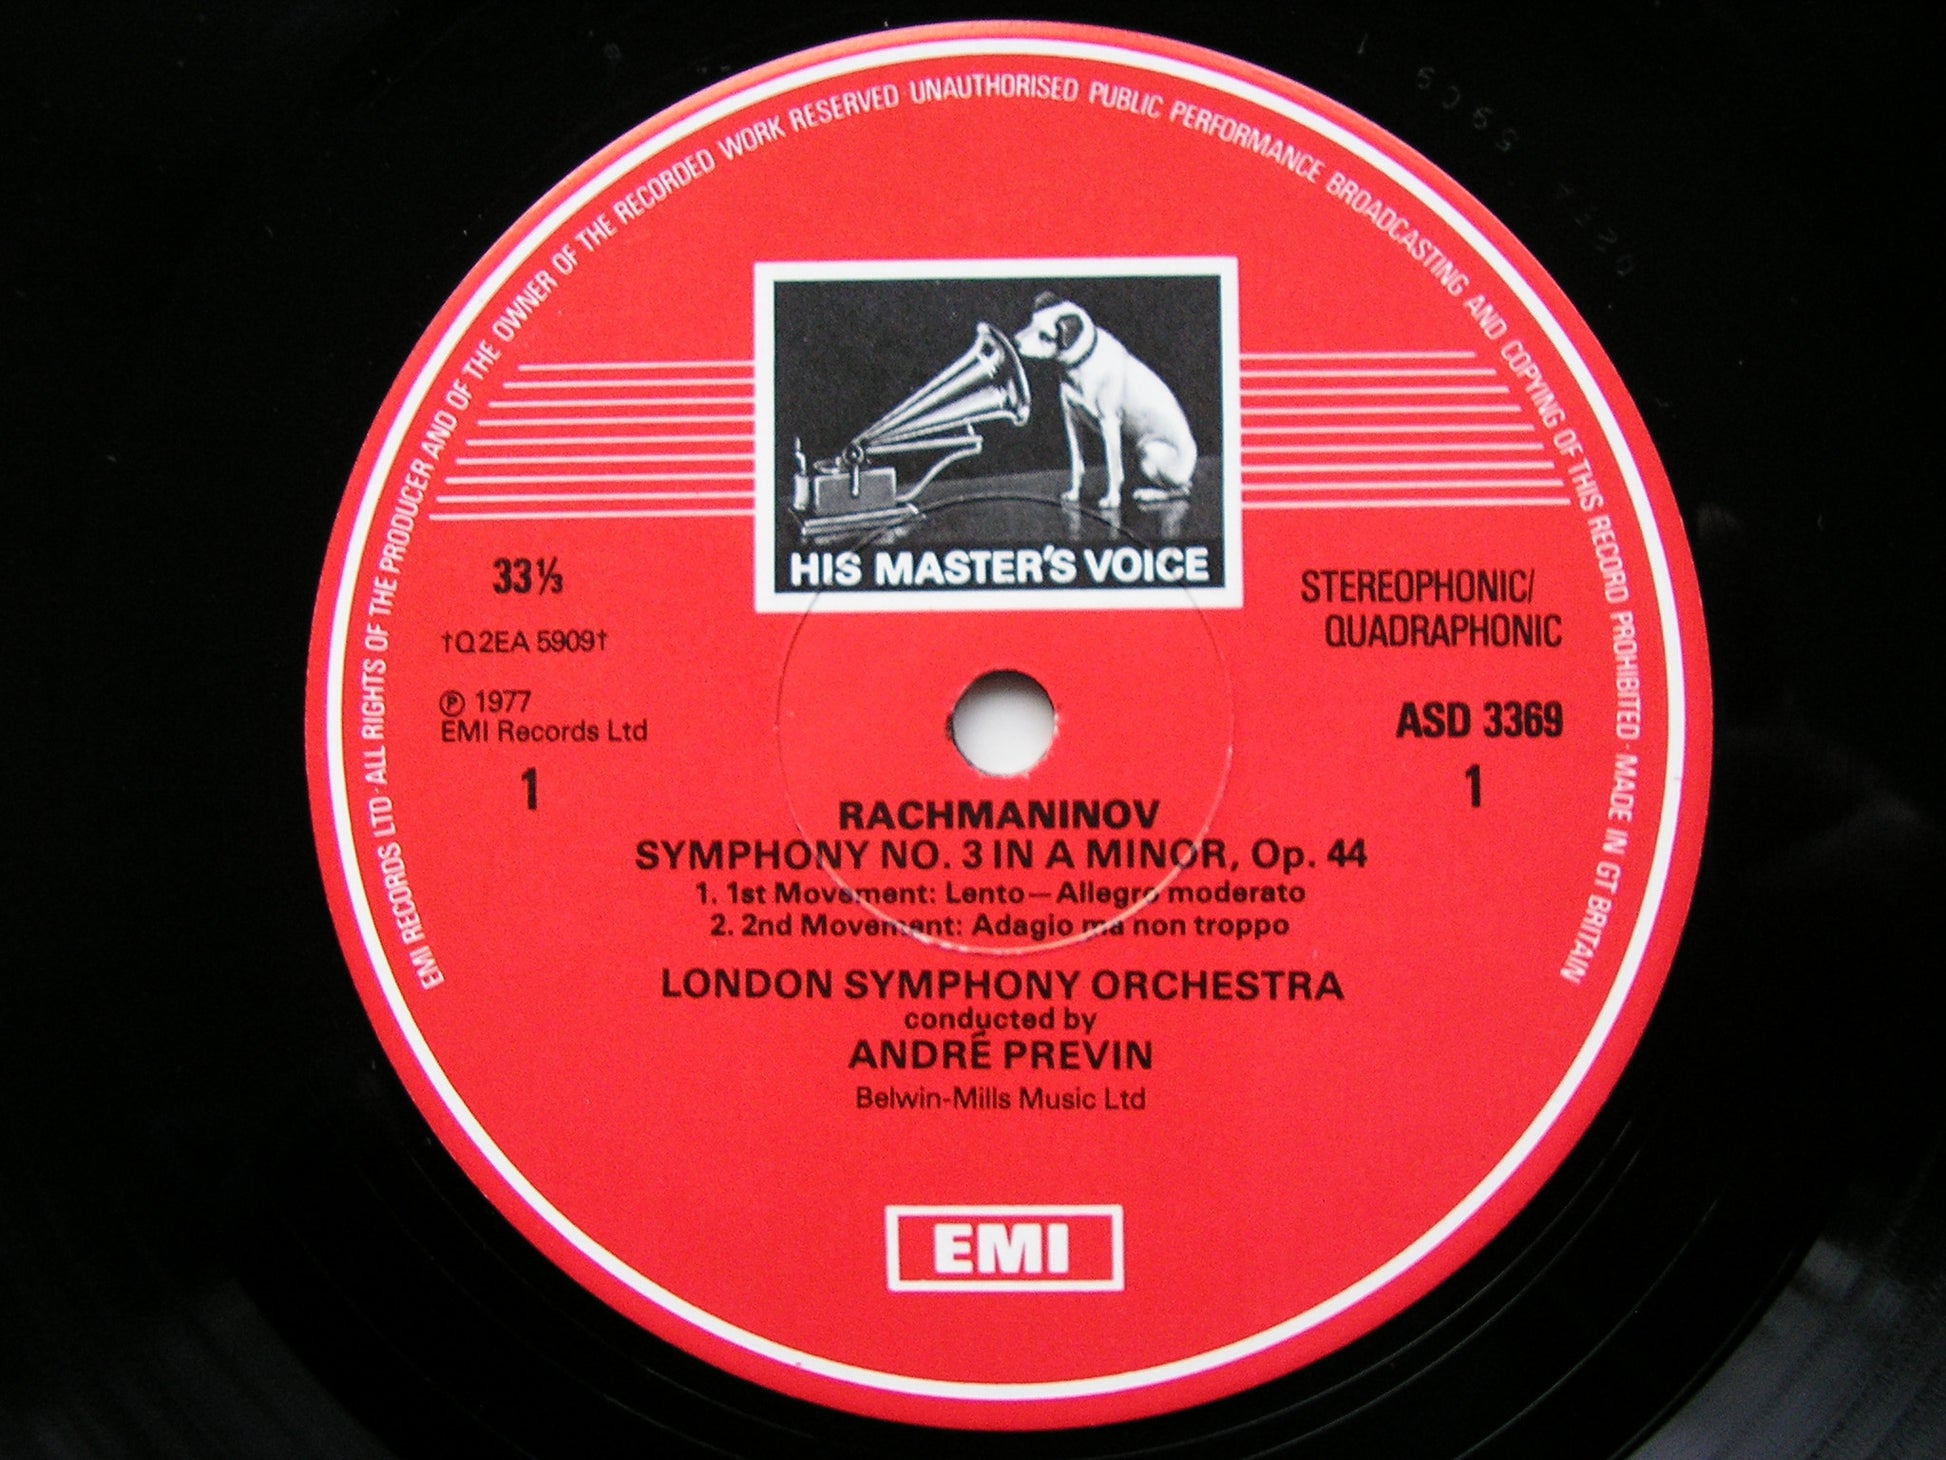 EMI RECORDS LTD · ALL RIGHTS OF THE PRODUCER AND OF THE OWNER OF THE RECORDED WORK RESERVED UNAUTHORISED PUBLIC PERFORMANCE BROADCASTING AND COPYING OF THIS RECORD PROHIBITED · MADE IN GT BRITAIN
HIS MASTER'S VOICE
33⅓
†Q2EA 5909†
Ⓟ 1977
EMI Records Ltd
1
STEREOPHONIC/
QUADRAPHONIC
ASD 3369
1
RACHMANINOV
SYMPHONY NO. 3 IN A MINOR, Op. 44
1. 1st Movement: Lento—Allegro moderato
2. 2nd Movement: Adagio ma non troppo
LONDON SYMPHONY ORCHESTRA
conducted by
ANDRÉ PREVIN
Belwin-Mills Music Ltd
EMI